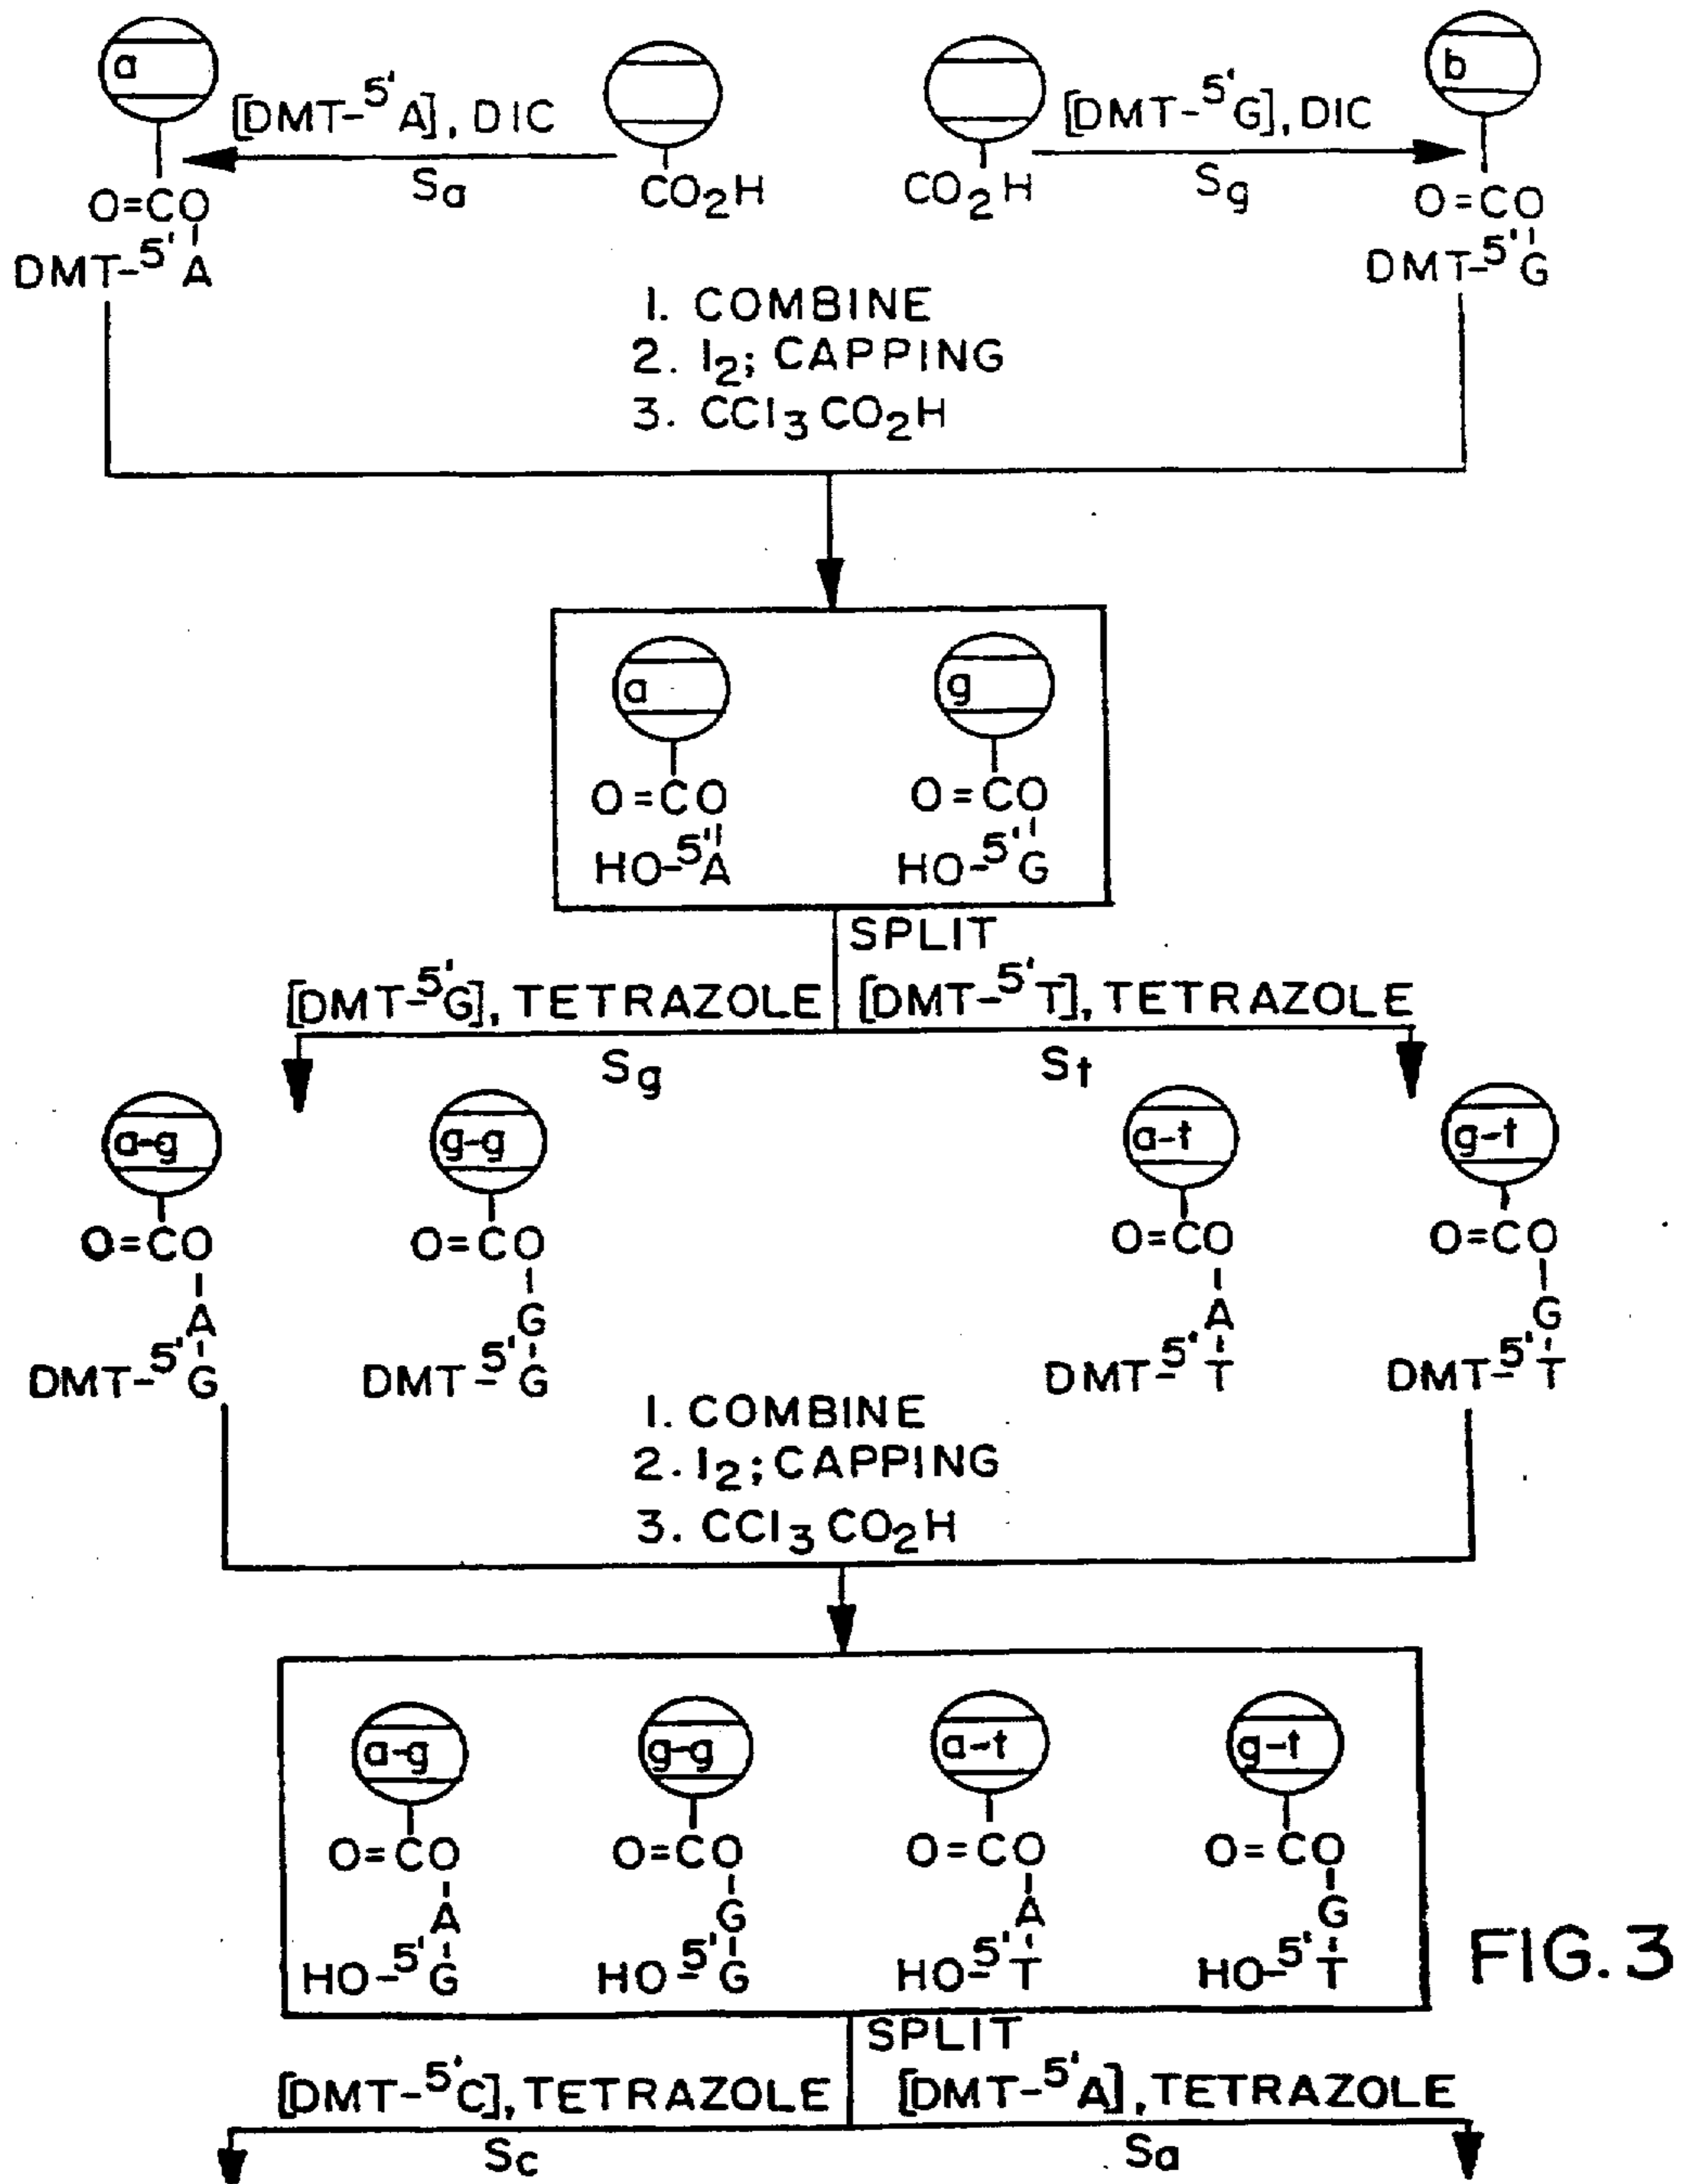 a
b
[DMT-5'A], DIC
[DMT-5'G], DIC
Sa
Sg
CO2H
CO2H
O=CO
O=CO
DMT-5'A
DMT-5'G
1. COMBINE
2. I2; CAPPING
3. CCl3CO2H
a
g
O=CO
O=CO
HO-5'A
HO-5'G
SPLIT
[DMT-5'G], TETRAZOLE
[DMT-5'T], TETRAZOLE
Sg
St
a-g
g-g
a-t
g-t
O=CO
O=CO
O=CO
O=CO
A
G
A
G
DMT-5'G
DMT-5'G
DMT-5'T
DMT-5'T
1. COMBINE
2. I2; CAPPING
3. CCl3CO2H
a-g
g-g
a-t
g-t
O=CO
O=CO
O=CO
O=CO
A
G
A
G
HO-5'G
HO-5'G
HO-5'T
HO-5'T
FIG. 3
SPLIT
[DMT-5'C], TETRAZOLE
[DMT-5'A], TETRAZOLE
Sc
Sa